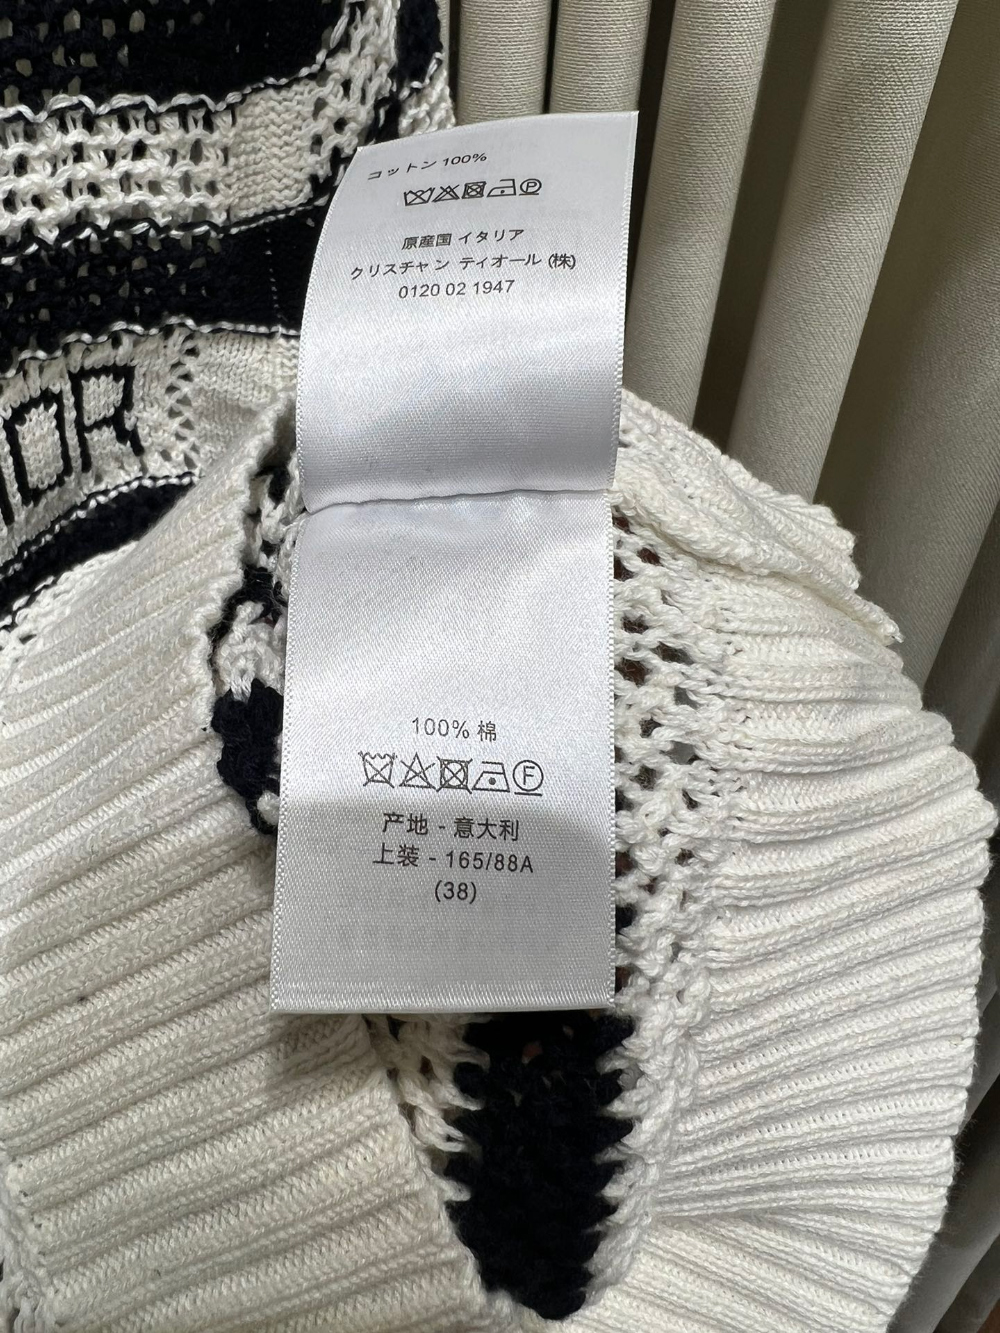 コットン 100%
原産国 イタリア
クリスチャン ディオール (株)
0120 02 1947
IOR
100% 棉
产地 - 意大利
上装 - 165/88A
(38)